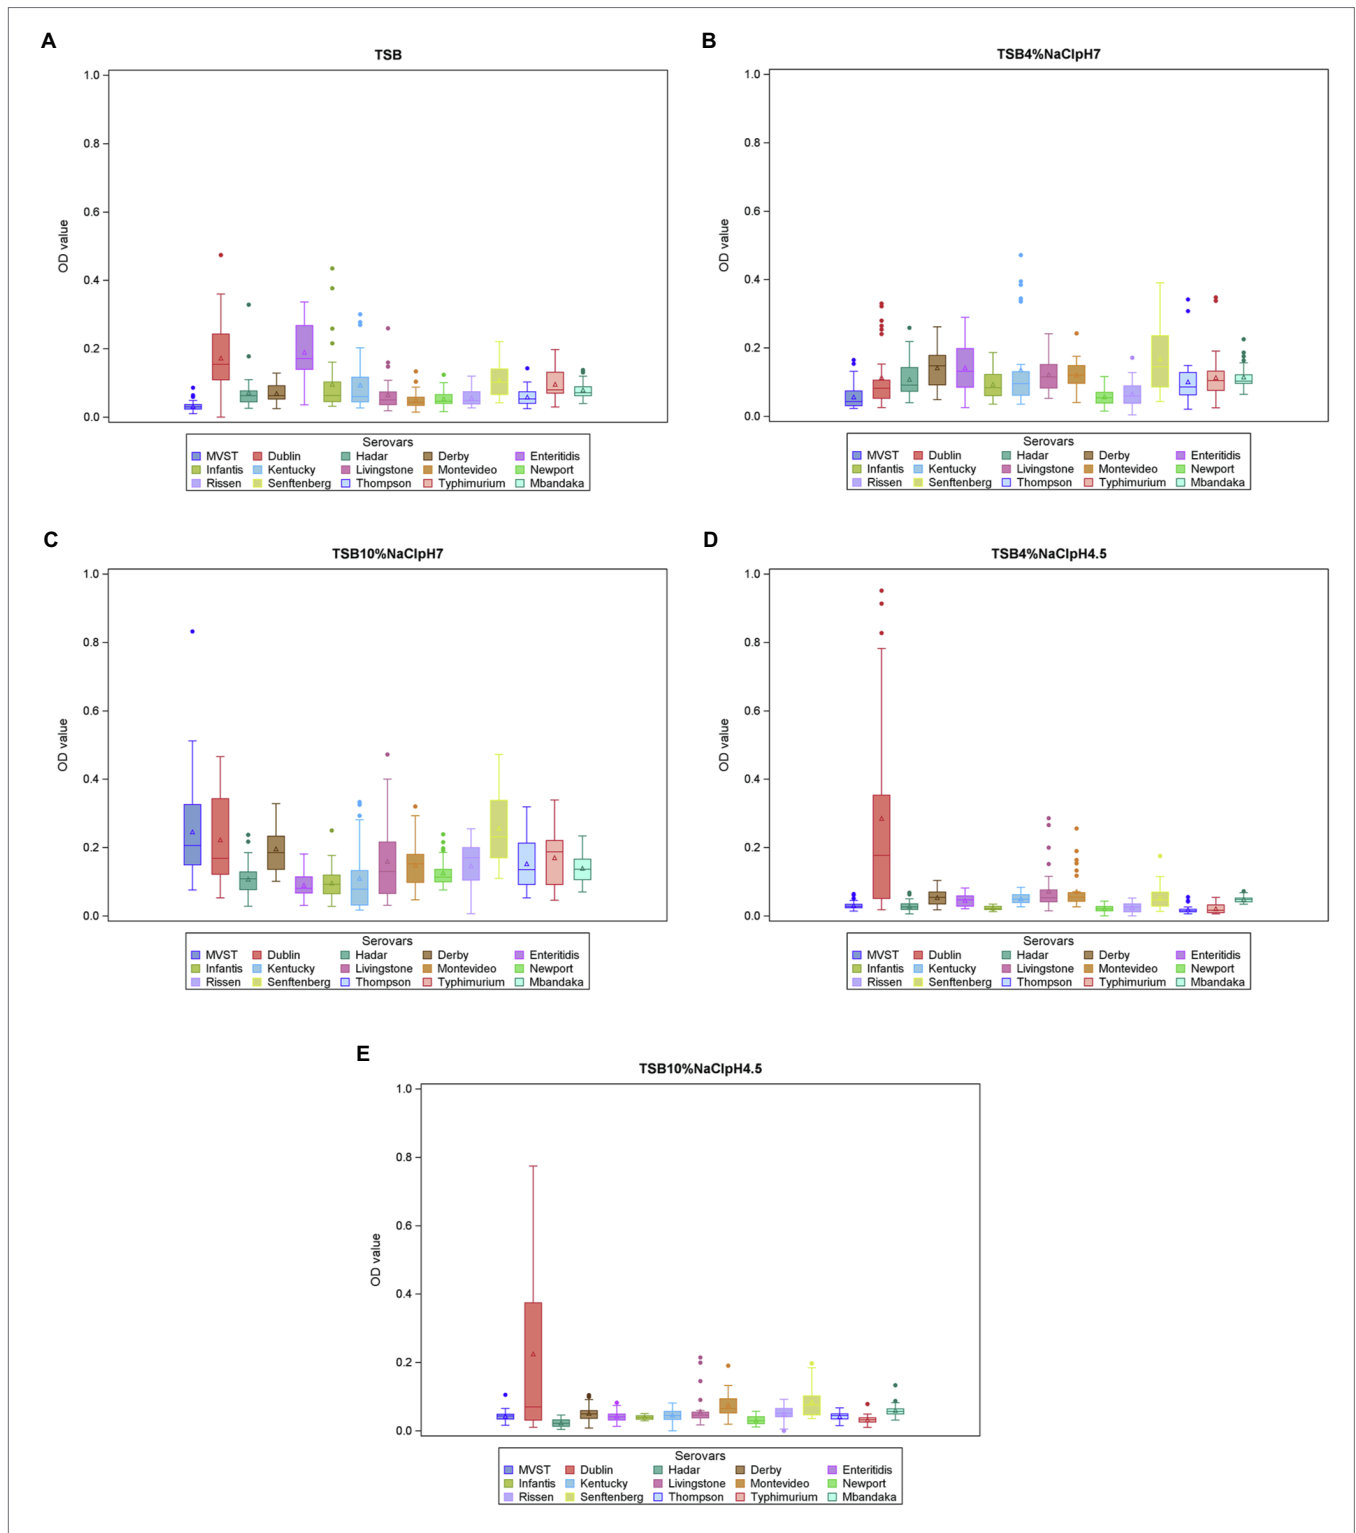 A
TSB
1.0
0.8
0.6
0.4
0.2
0.0
OD value
Serovars
MVST Dublin Hadar Derby Enteritidis
Infantis Kentucky Livingstone Montevideo Newport
Rissen Senftenberg Thompson Typhimurium Mbandaka
B
TSB4%NaClpH7
1.0
0.8
0.6
0.4
0.2
0.0
OD value
Serovars
MVST Dublin Hadar Derby Enteritidis
Infantis Kentucky Livingstone Montevideo Newport
Rissen Senftenberg Thompson Typhimurium Mbandaka
C
TSB10%NaClpH7
1.0
0.8
0.6
0.4
0.2
0.0
OD value
Serovars
MVST Dublin Hadar Derby Enteritidis
Infantis Kentucky Livingstone Montevideo Newport
Rissen Senftenberg Thompson Typhimurium Mbandaka
D
TSB4%NaClpH4.5
1.0
0.8
0.6
0.4
0.2
0.0
OD value
Serovars
MVST Dublin Hadar Derby Enteritidis
Infantis Kentucky Livingstone Montevideo Newport
Rissen Senftenberg Thompson Typhimurium Mbandaka
E
TSB10%NaClpH4.5
1.0
0.8
0.6
0.4
0.2
0.0
OD value
Serovars
MVST Dublin Hadar Derby Enteritidis
Infantis Kentucky Livingstone Montevideo Newport
Rissen Senftenberg Thompson Typhimurium Mbandaka